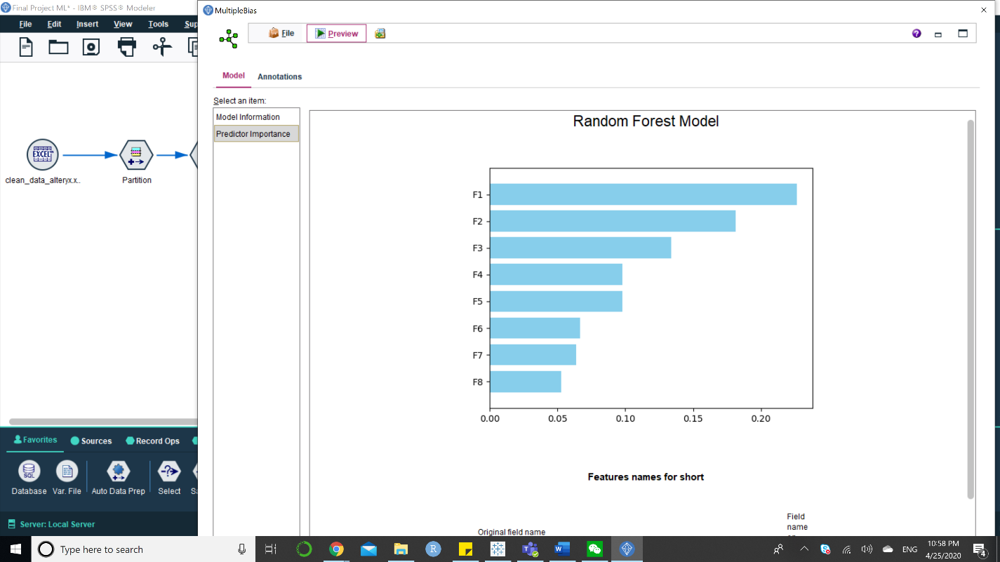 Final Project ML* - IBM® SPSS® Modeler
File Edit Insert View Tools
EXCEL
clean_data_alteryx.x..
Partition
Favorites Sources Record Ops
SQL
Database Var. File Auto Data Prep Select
Server: Local Server
MultipleBias
File Preview
Model Annotations
Select an item:
Model Information
Predictor Importance
Random Forest Model
F1
F2
F3
F4
F5
F6
F7
F8
0.00 0.05 0.10 0.15 0.20
Features names for short
Field
name
Original field name
Type here to search
R
W
ENG
10:58 PM
4/25/2020
4